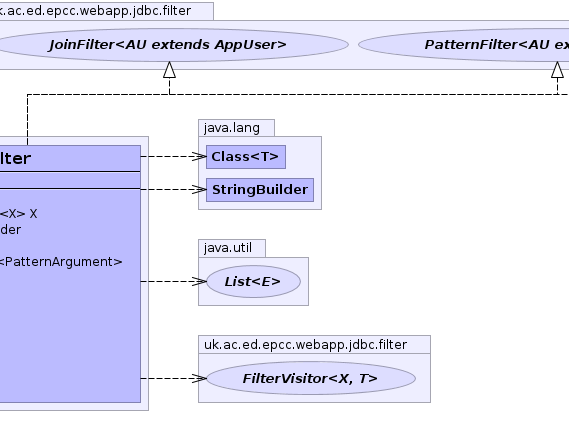 k.ac.ed.epcc.webapp.jdbc.filter
JoinFilter<AU extends AppUser>
PatternFilter<AU ex
java.lang
lter
Class<T>
StringBuilder
<X> X
der
java.util
<PatternArgument>
List<E>
uk.ac.ed.epcc.webapp.jdbc.filter
FilterVisitor<X, T>